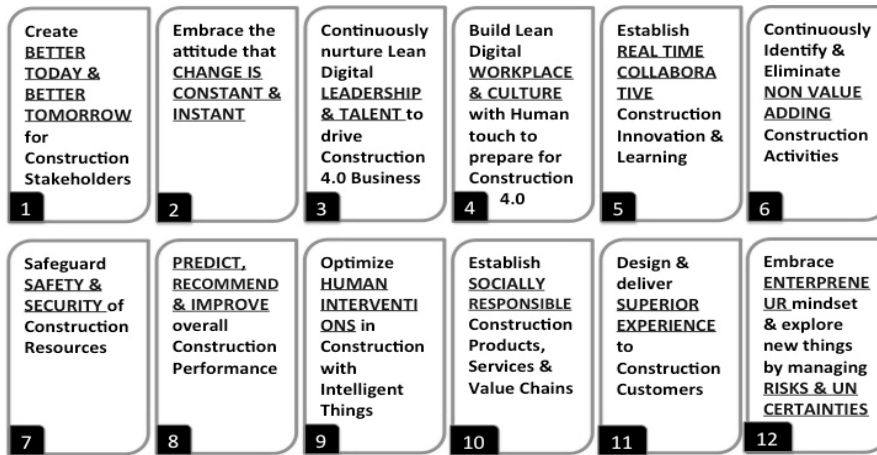 Create
BETTER
TODAY &
BETTER
TOMORROW
for
Construction
Stakeholders
1
Embrace the
attitude that
CHANGE IS
CONSTANT &
INSTANT
2
Continuously
nurture Lean
Digital
LEADERSHIP
& TALENT to
drive
Construction
4.0 Business
3
Build Lean
Digital
WORKPLACE
& CULTURE
with Human
touch to
prepare for
Construction
4.0
4
Establish
REAL TIME
COLLABORA
TIVE
Construction
Innovation &
Learning
5
Continuously
Identify &
Eliminate
NON VALUE
ADDING
Construction
Activities
6
Safeguard
SAFETY &
SECURITY of
Construction
Resources
7
PREDICT,
RECOMMEND
& IMPROVE
overall
Construction
Performance
8
Optimize
HUMAN
INTERVENTI
ONS in
Construction
with
Intelligent
Things
9
Establish
SOCIALLY
RESPONSIBLE
Construction
Products,
Services &
Value Chains
10
Design &
deliver
SUPERIOR
EXPERIENCE
to
Construction
Customers
11
Embrace
ENTERPRENE
UR mindset
& explore
new things
by managing
RISKS & UN
CERTAINTIES
12